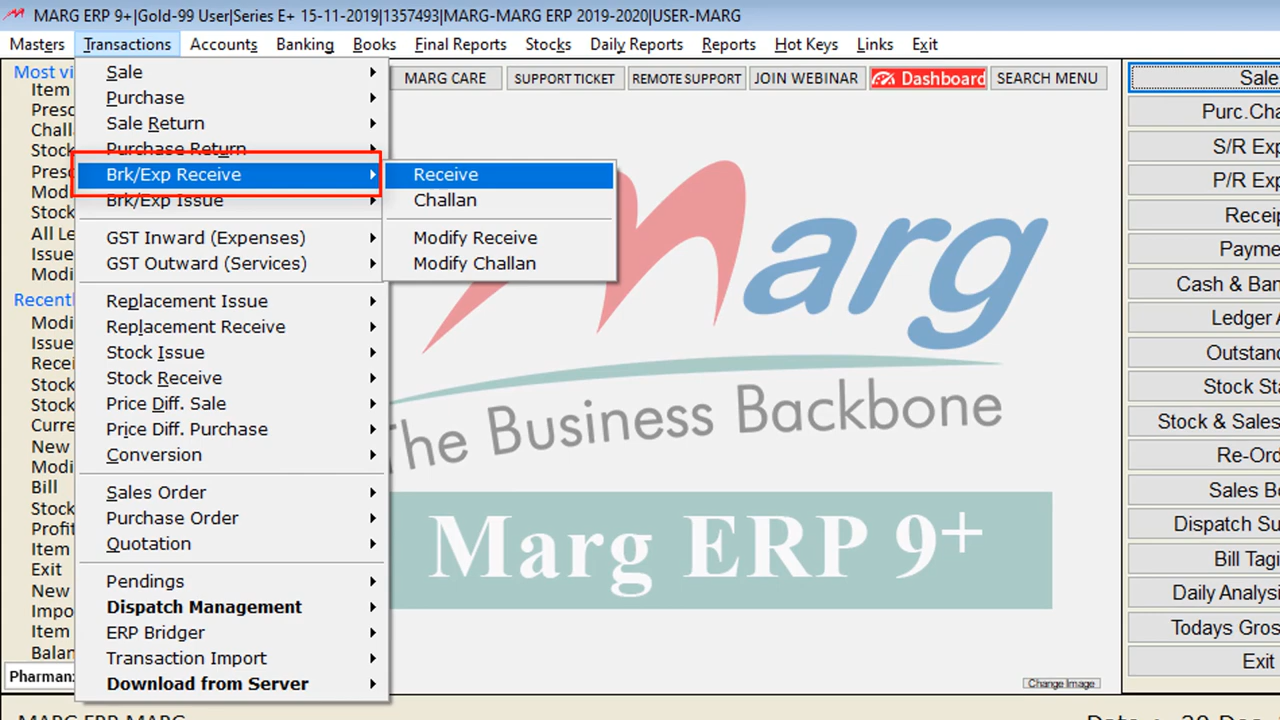 MARG ERP 9+|Gold-99 User|Series E+ 15-11-2019|1357493|MARG-MARG ERP 2019-2020|USER-MARG
Masters Transactions Accounts Banking Books Final Reports Stocks Daily Reports Reports Hot Keys Links Exit
Most vi
Item
Presc
Chall
Stock
Presc
Modi
Stock
All Le
Issue
Modi
Recentl
Modi
Issue
Recei
Stock
Stock
Curre
New
Modi
Bill
Stock
Profit
Item
Exit
New
Impo
Item
Balan
Pharman
Sale
Purchase
Sale Return
Purchase Return
Brk/Exp Receive
Brk/Exp Issue
GST Inward (Expenses)
GST Outward (Services)
Replacement Issue
Replacement Receive
Stock Issue
Stock Receive
Price Diff. Sale
Price Diff. Purchase
Conversion
Sales Order
Purchase Order
Quotation
Pendings
Dispatch Management
ERP Bridger
Transaction Import
Download from Server
Receive
Challan
Modify Receive
Modify Challan
MARG CARE SUPPORT TICKET REMOTE SUPPORT JOIN WEBINAR Dashboard SEARCH MENU
marg
The Business Backbone
Marg ERP 9+
Change Image
Sale
Purc.Cha
S/R Exp
P/R Exp
Receip
Payme
Cash & Ban
Ledger A
Outstand
Stock Sta
Stock & Sales
Re-Ord
Sales Bo
Dispatch Su
Bill Tagi
Daily Analysi
Todays Gros
Exit
MARG ERP-MARG